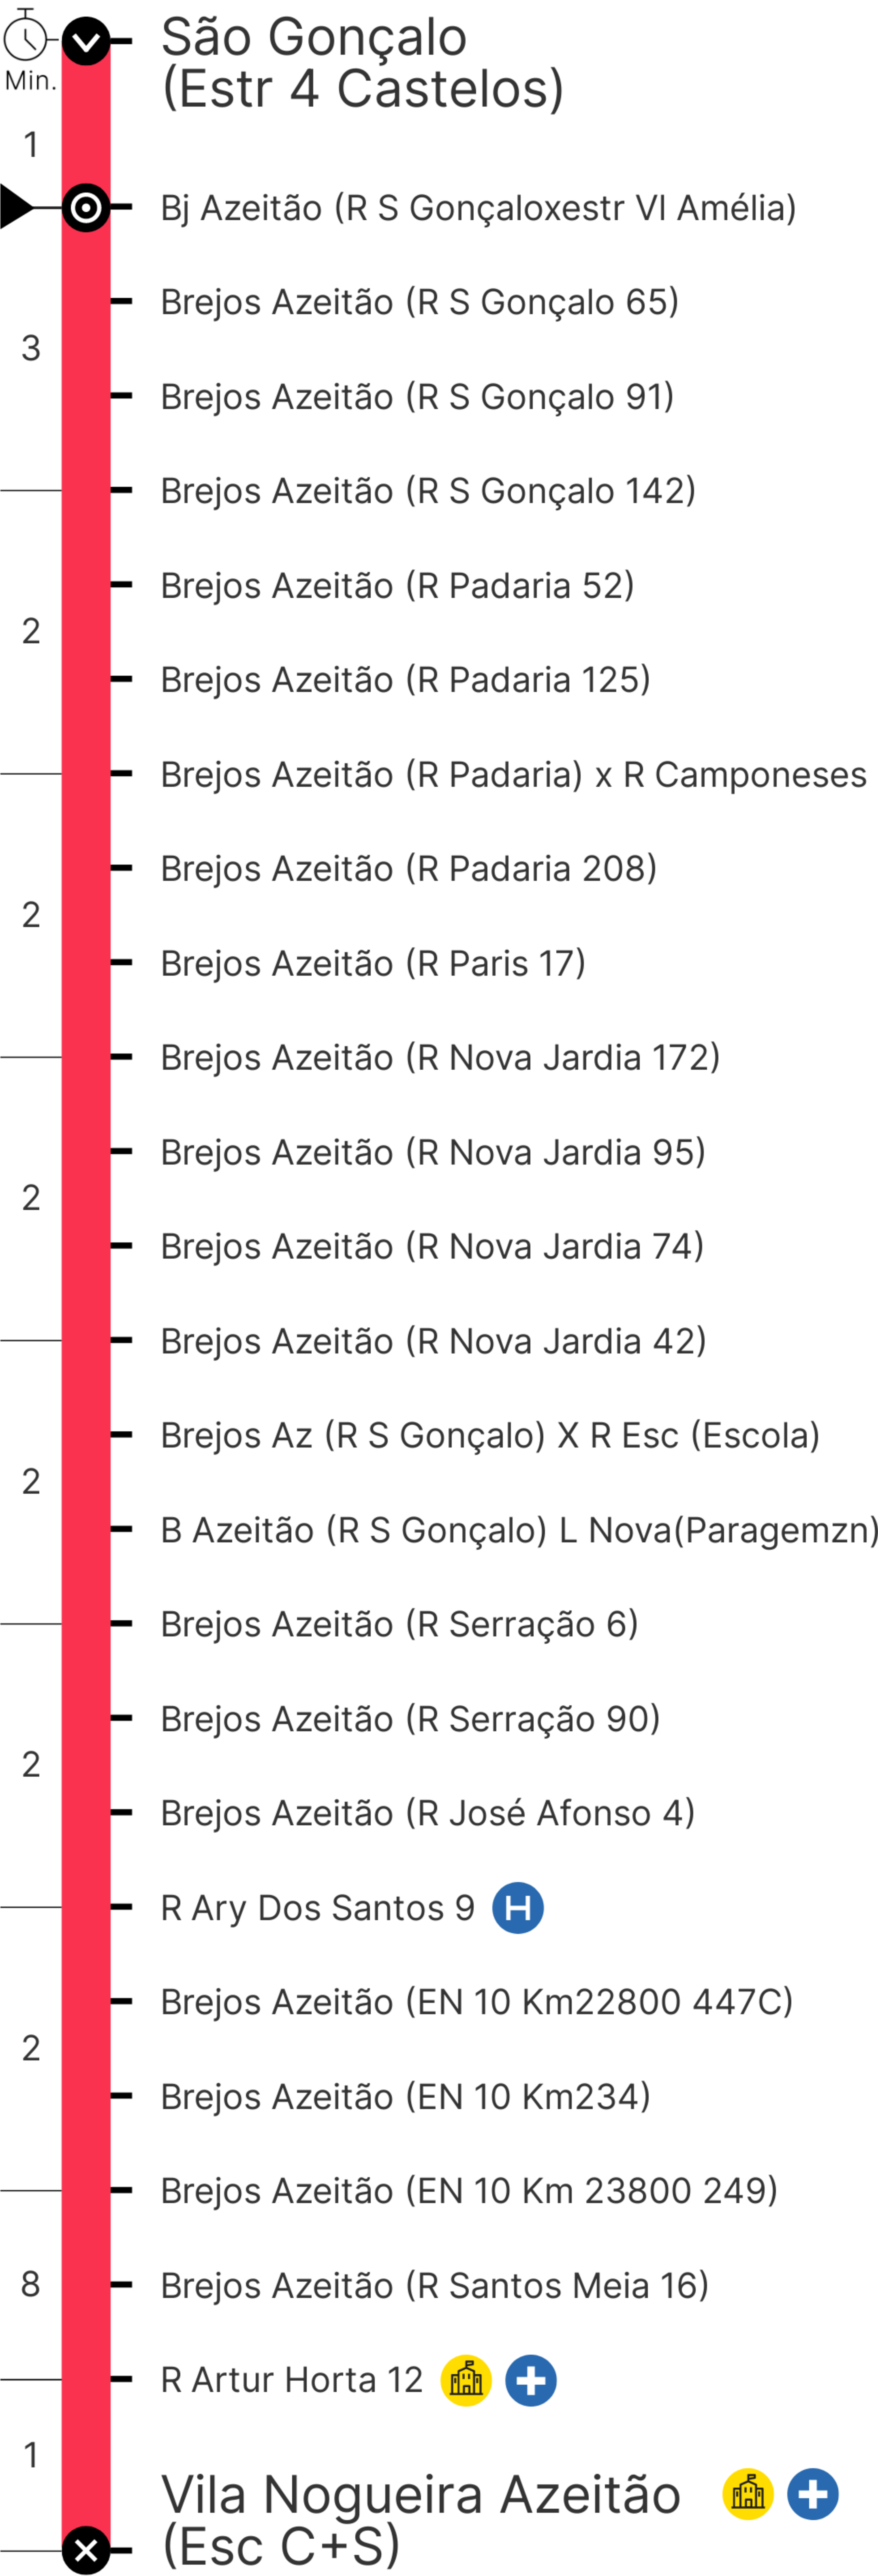 São Gonçalo
(Estr 4 Castelos)
Min.
1
Bj Azeitão (R S Gonçaloxestr VI Amélia)
Brejos Azeitão (R S Gonçalo 65)
3
Brejos Azeitão (R S Gonçalo 91)
Brejos Azeitão (R S Gonçalo 142)
Brejos Azeitão (R Padaria 52)
2
Brejos Azeitão (R Padaria 125)
Brejos Azeitão (R Padaria) x R Camponeses
Brejos Azeitão (R Padaria 208)
2
Brejos Azeitão (R Paris 17)
Brejos Azeitão (R Nova Jardia 172)
Brejos Azeitão (R Nova Jardia 95)
2
Brejos Azeitão (R Nova Jardia 74)
Brejos Azeitão (R Nova Jardia 42)
Brejos Az (R S Gonçalo) X R Esc (Escola)
2
B Azeitão (R S Gonçalo) L Nova(Paragemzn)
Brejos Azeitão (R Serração 6)
Brejos Azeitão (R Serração 90)
2
Brejos Azeitão (R José Afonso 4)
R Ary Dos Santos 9 H
Brejos Azeitão (EN 10 Km22800 447C)
2
Brejos Azeitão (EN 10 Km234)
Brejos Azeitão (EN 10 Km 23800 249)
8 Brejos Azeitão (R Santos Meia 16)
R Artur Horta 12
1
Vila Nogueira Azeitão
(Esc C+S)